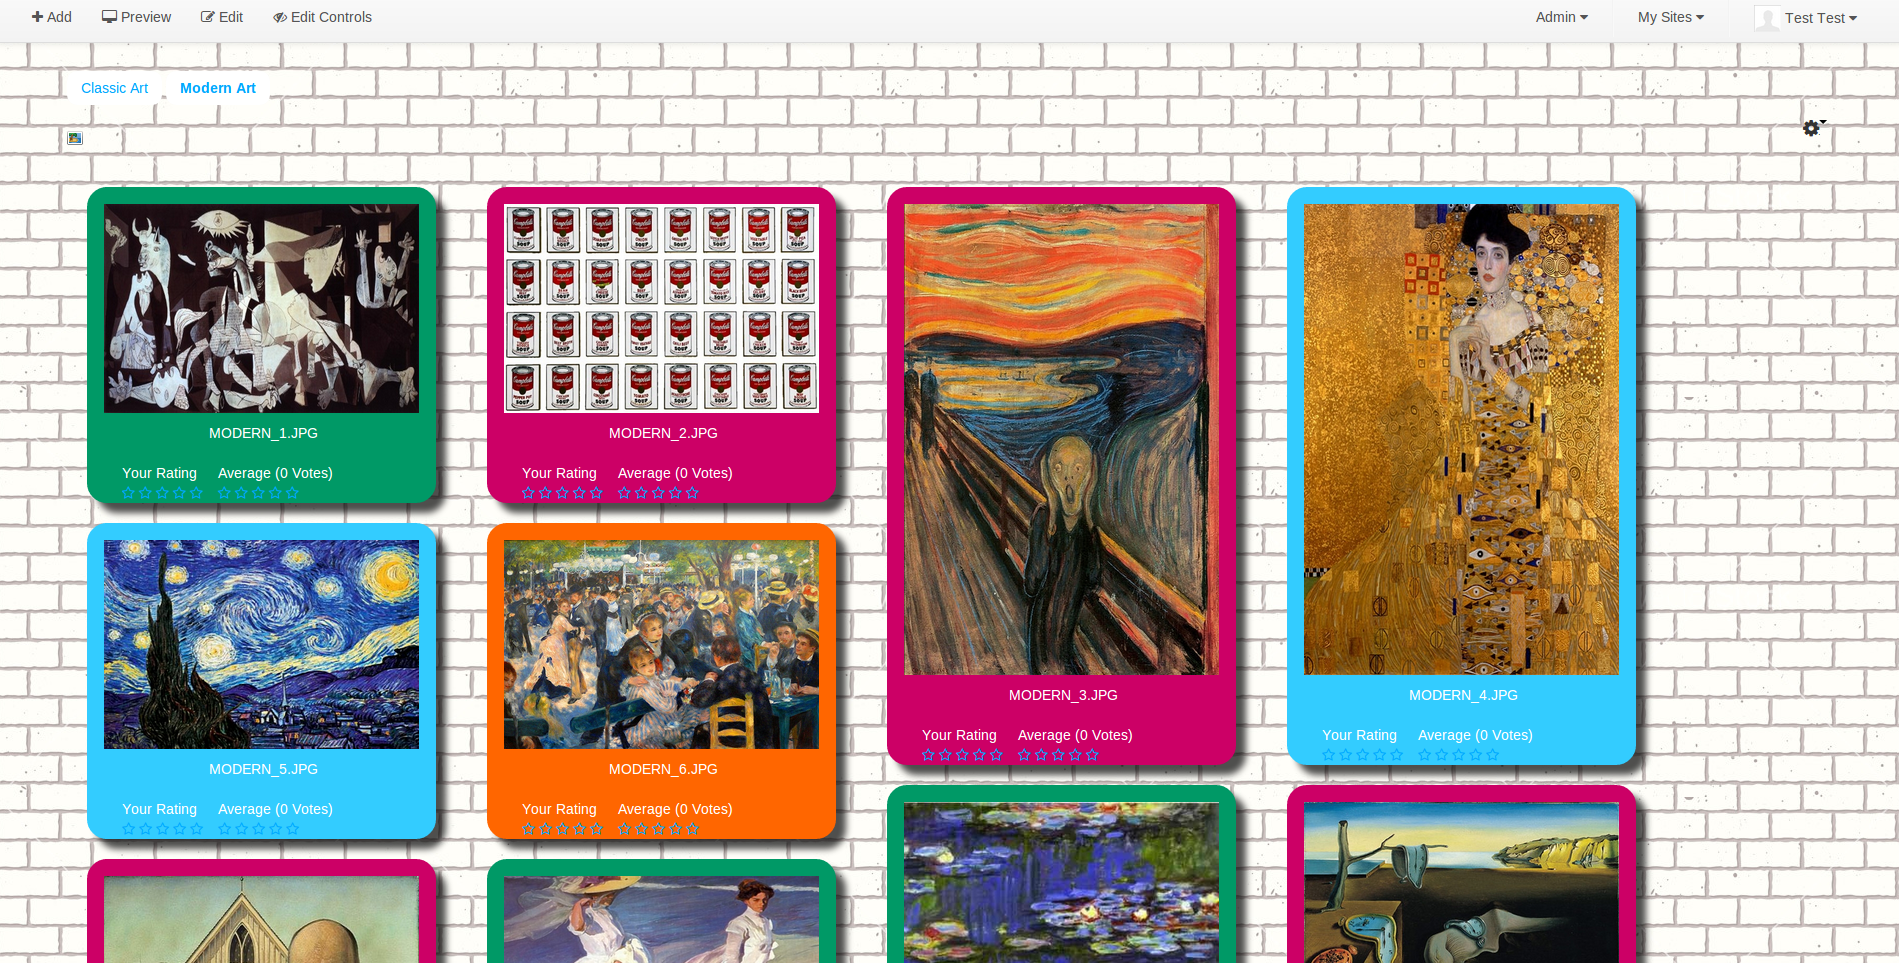 Add Preview Edit Edit Controls Admin My Sites Test Test
Classic Art Modern Art
MODERN_1.JPG
Your Rating Average (0 Votes)
MODERN_2.JPG
Your Rating Average (0 Votes)
MODERN_3.JPG
Your Rating Average (0 Votes)
MODERN_4.JPG
Your Rating Average (0 Votes)
MODERN_5.JPG
Your Rating Average (0 Votes)
MODERN_6.JPG
Your Rating Average (0 Votes)